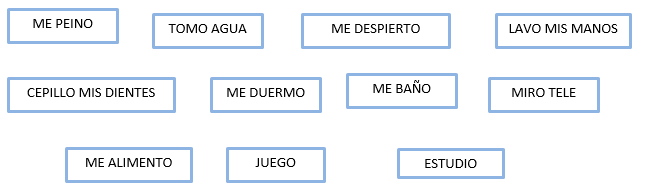 ME PEINO
TOMO AGUA
ME DESPIERTO
LAVO MIS MANOS
CEPILLO MIS DIENTES
ME DUERMO
ME BAÑO
MIRO TELE
ME ALIMENTO
JUEGO
ESTUDIO